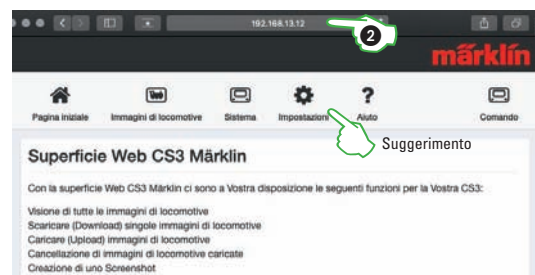 192.168.13.12
2
märklin
Pagina iniziale Immagini di locomotive Sistema Impostazioni Aiuto Comando
Suggerimento
Superficie Web CS3 Märklin
Con la superficie Web CS3 Märklin ci sono a Vostra disposizione le seguenti funzioni per la Vostra CS3:
Visione di tutte le immagini di locomotive
Scaricare (Download) singole immagini di locomotive
Caricare (Upload) immagini di locomotive
Cancellazione di immagini di locomotive caricate
Creazione di uno Screenshot